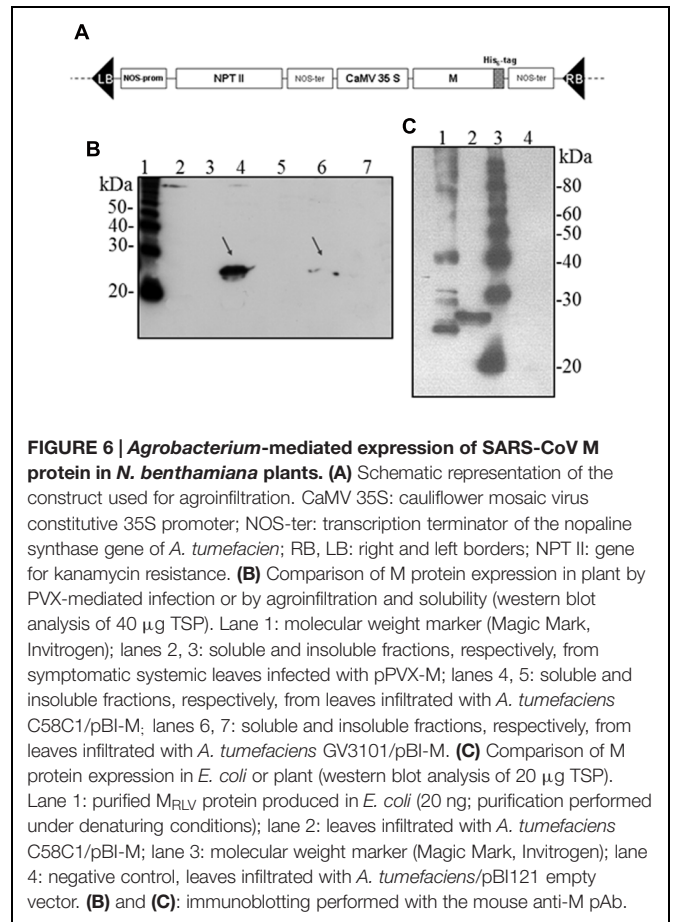 A
LB NOS-prom NPT II NOS-ter CaMV 35 S M His6-tag NOS-ter RB
B
1 2 3 4 5 6 7
kDa
50-
40-
30-
20-
C
1 2 3 4
kDa
-80
-60
-50
-40
-30
-20
FIGURE 6 | Agrobacterium-mediated expression of SARS-CoV M
protein in N. benthamiana plants. (A) Schematic representation of the
construct used for agroinfiltration. CaMV 35S: cauliflower mosaic virus
constitutive 35S promoter; NOS-ter: transcription terminator of the nopaline
synthase gene of A. tumefacien; RB, LB: right and left borders; NPT II: gene
for kanamycin resistance. (B) Comparison of M protein expression in plant by
PVX-mediated infection or by agroinfiltration and solubility (western blot
analysis of 40 μg TSP). Lane 1: molecular weight marker (Magic Mark,
Invitrogen); lanes 2, 3: soluble and insoluble fractions, respectively, from
symptomatic systemic leaves infected with pPVX-M; lanes 4, 5: soluble and
insoluble fractions, respectively, from leaves infiltrated with A. tumefaciens
C58C1/pBI-M; lanes 6, 7: soluble and insoluble fractions, respectively, from
leaves infiltrated with A. tumefaciens GV3101/pBI-M. (C) Comparison of M
protein expression in E. coli or plant (western blot analysis of 20 μg TSP).
Lane 1: purified MRLV protein produced in E. coli (20 ng; purification performed
under denaturing conditions); lane 2: leaves infiltrated with A. tumefaciens
C58C1/pBI-M; lane 3: molecular weight marker (Magic Mark, Invitrogen); lane
4: negative control, leaves infiltrated with A. tumefaciens/pBI121 empty
vector. (B) and (C): immunoblotting performed with the mouse anti-M pAb.